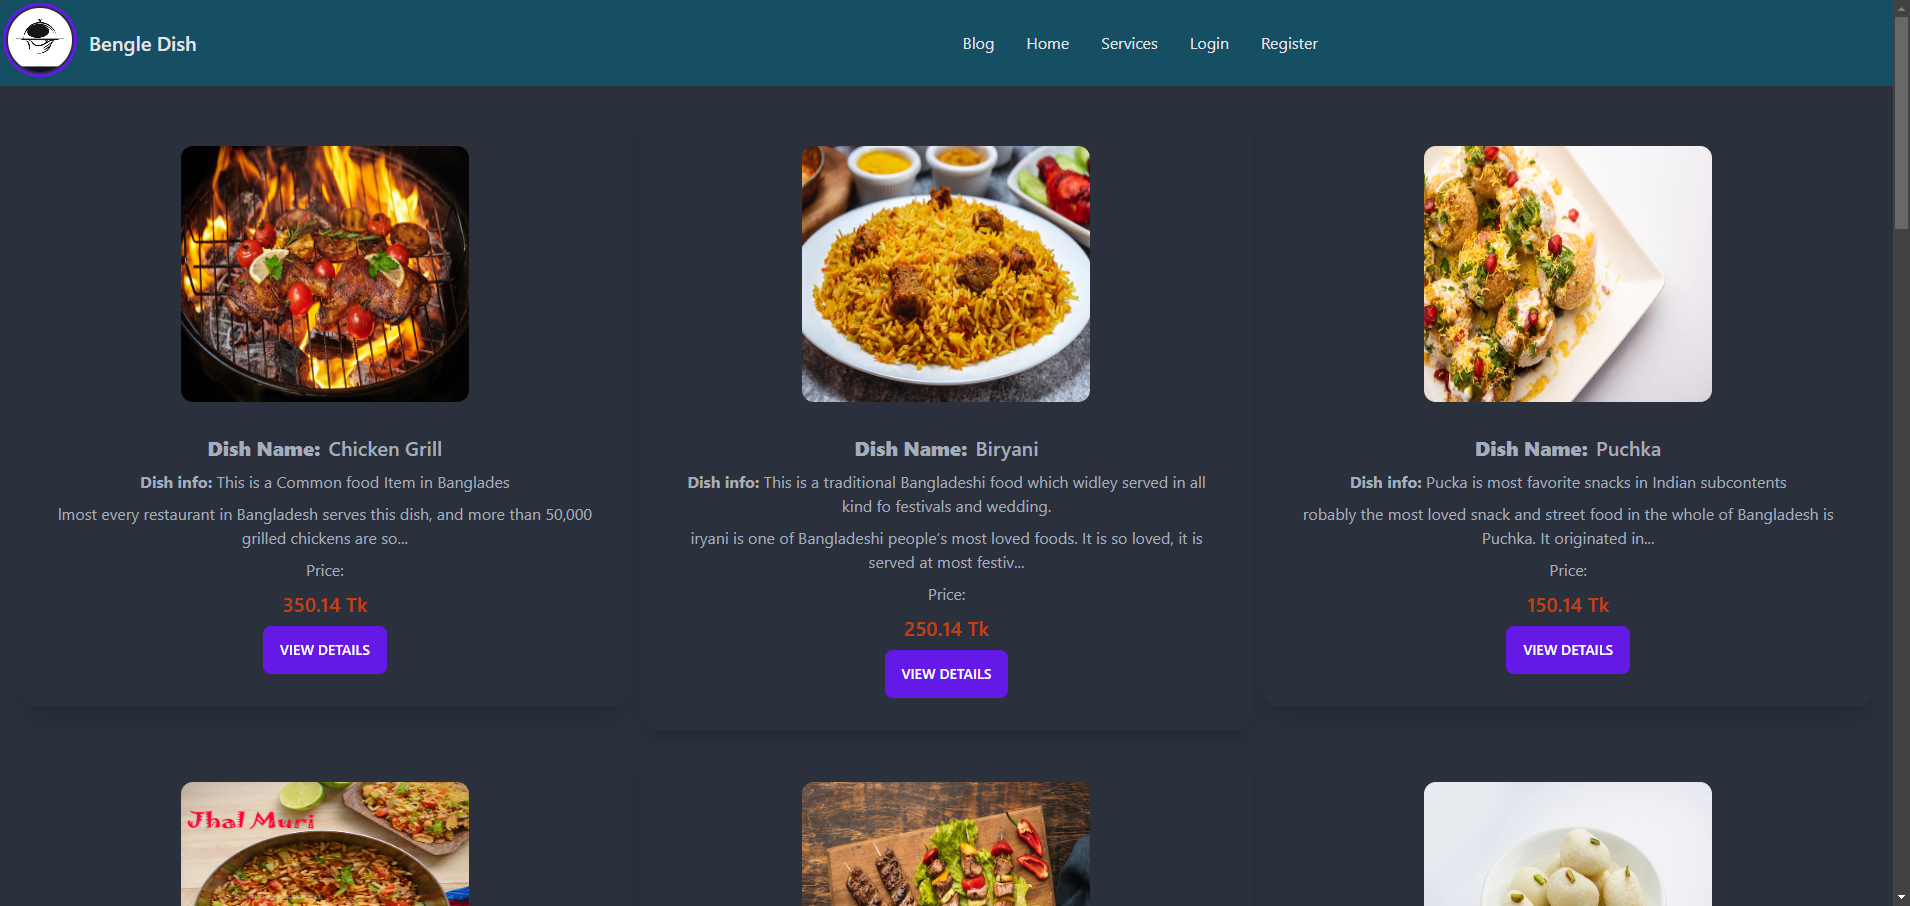 Bengle Dish
Blog
Home
Services
Login
Register
Dish Name: Chicken Grill
Dish info: This is a Common food Item in Banglades
lmost every restaurant in Bangladesh serves this dish, and more than 50,000
grilled chickens are so...
Price:
350.14 Tk
VIEW DETAILS
Dish Name: Biryani
Dish info: This is a traditional Bangladeshi food which widley served in all
kind fo festivals and wedding.
iryani is one of Bangladeshi people's most loved foods. It is so loved, it is
served at most festiv...
Price:
250.14 Tk
VIEW DETAILS
Dish Name: Puchka
Dish info: Pucka is most favorite snacks in Indian subcontents
robably the most loved snack and street food in the whole of Bangladesh is
Puchka. It originated in...
Price:
150.14 Tk
VIEW DETAILS
Jhal Muri